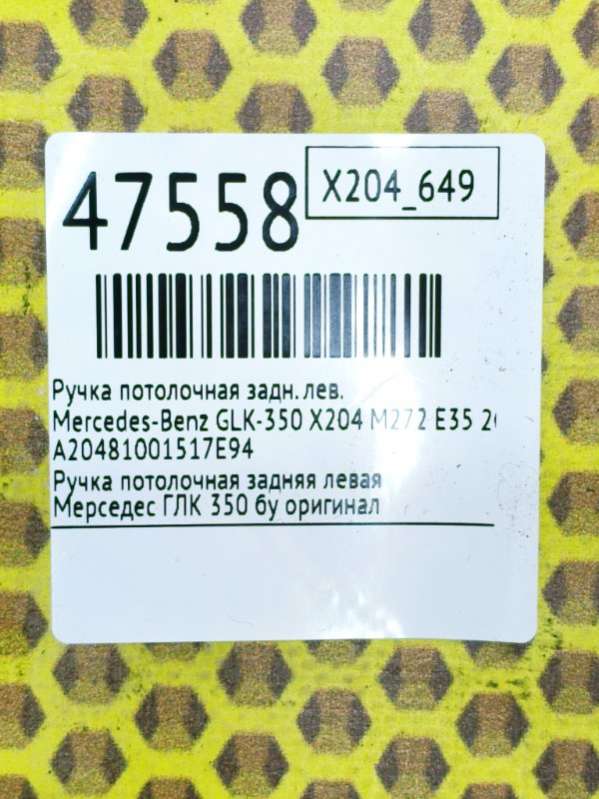 47558
X204_649
Ручка потолочная задн. лев.
Mercedes-Benz GLK-350 X204 M272 E35
A20481001517E94
Ручка потолочная задняя левая
Мерседес ГЛК 350 бу оригинал